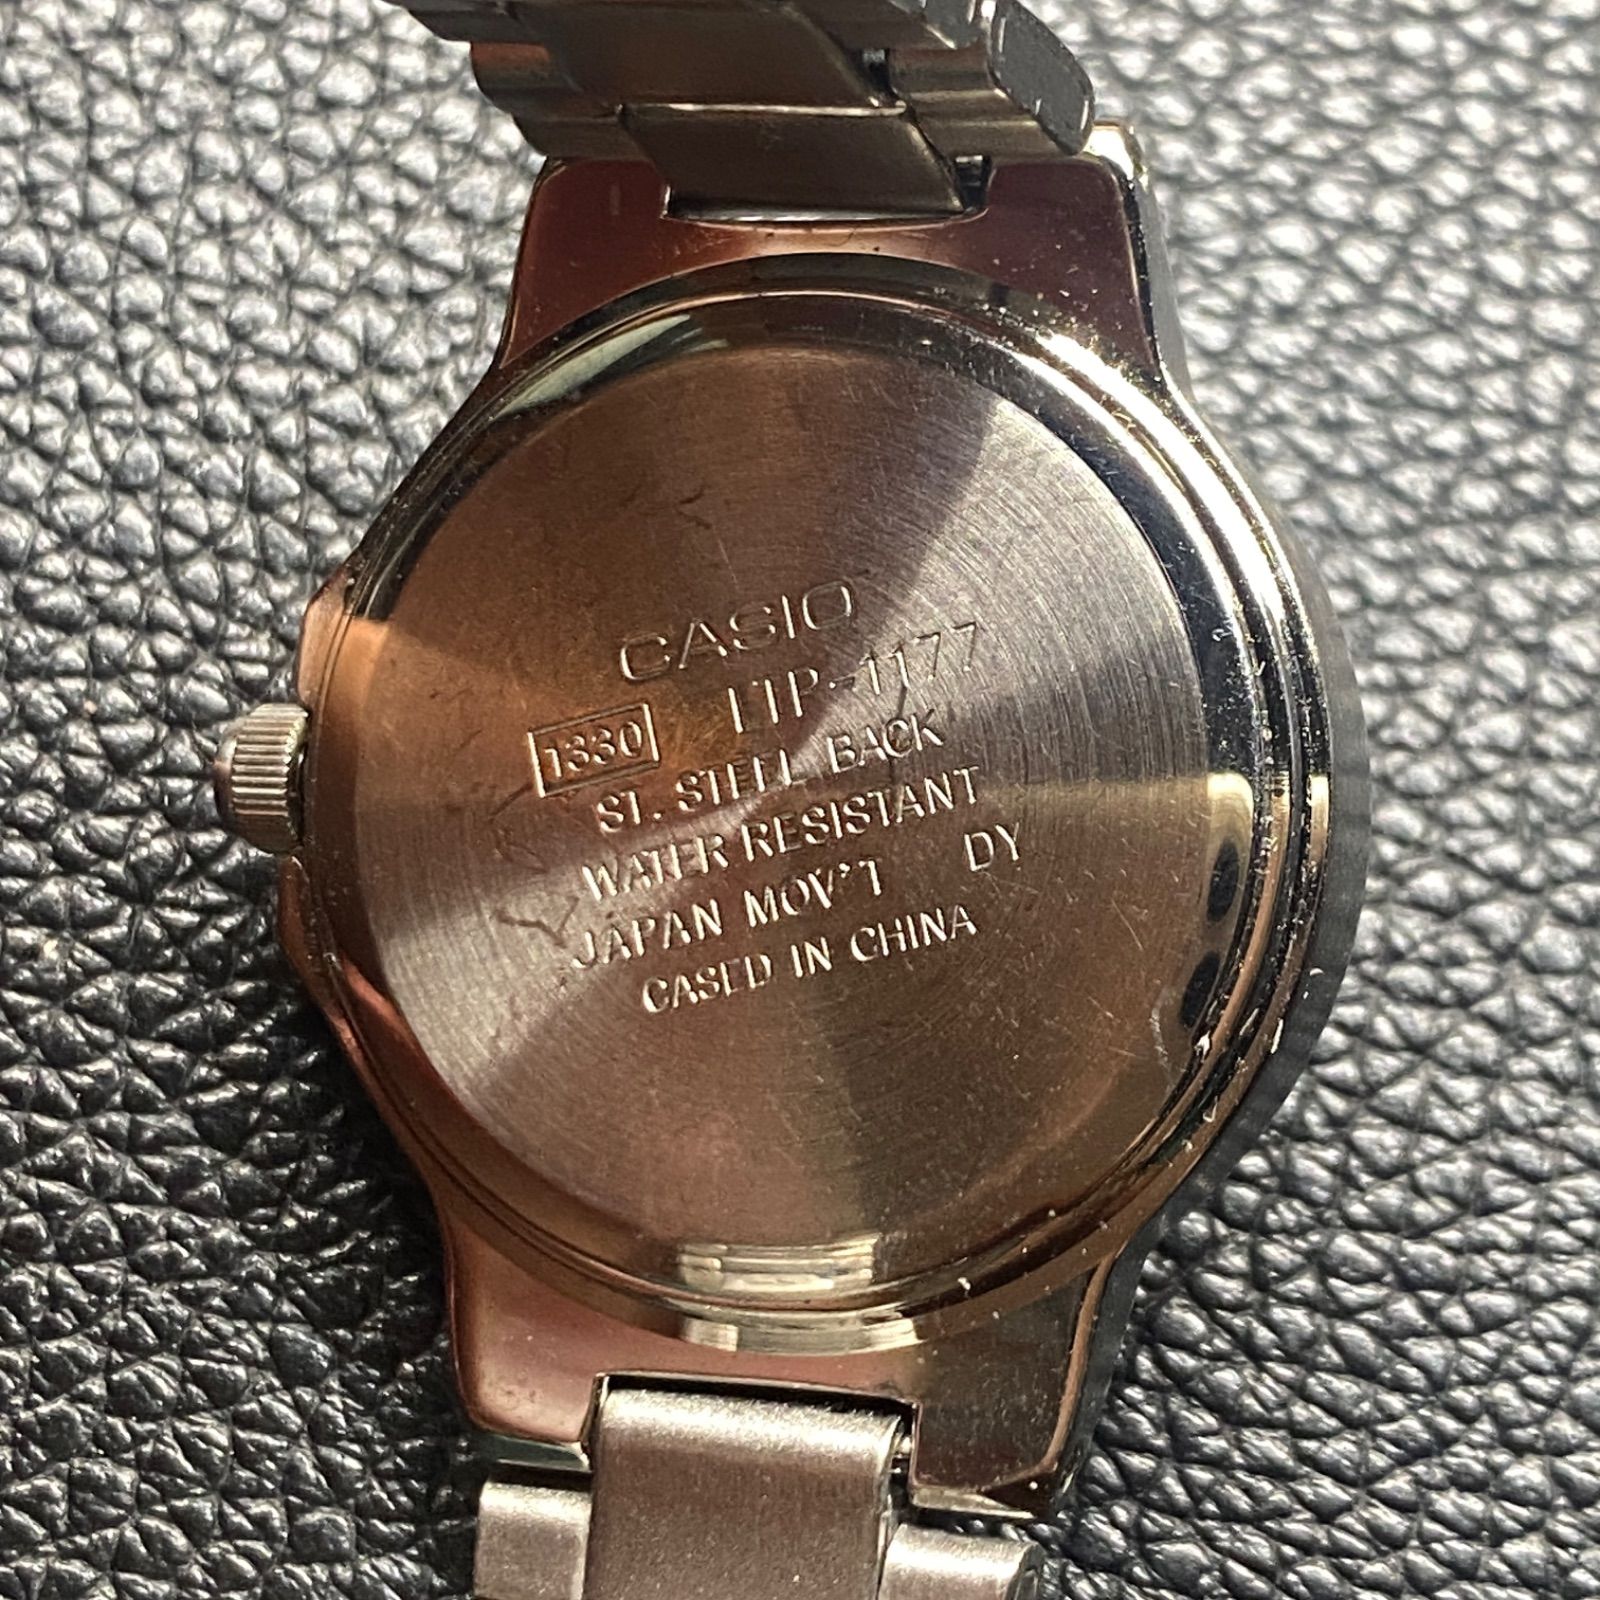 CASIO
1330 LTP-1177
ST. STEEL BACK
WATER RESISTANT
JAPAN MOV'T DY
CASED IN CHINA